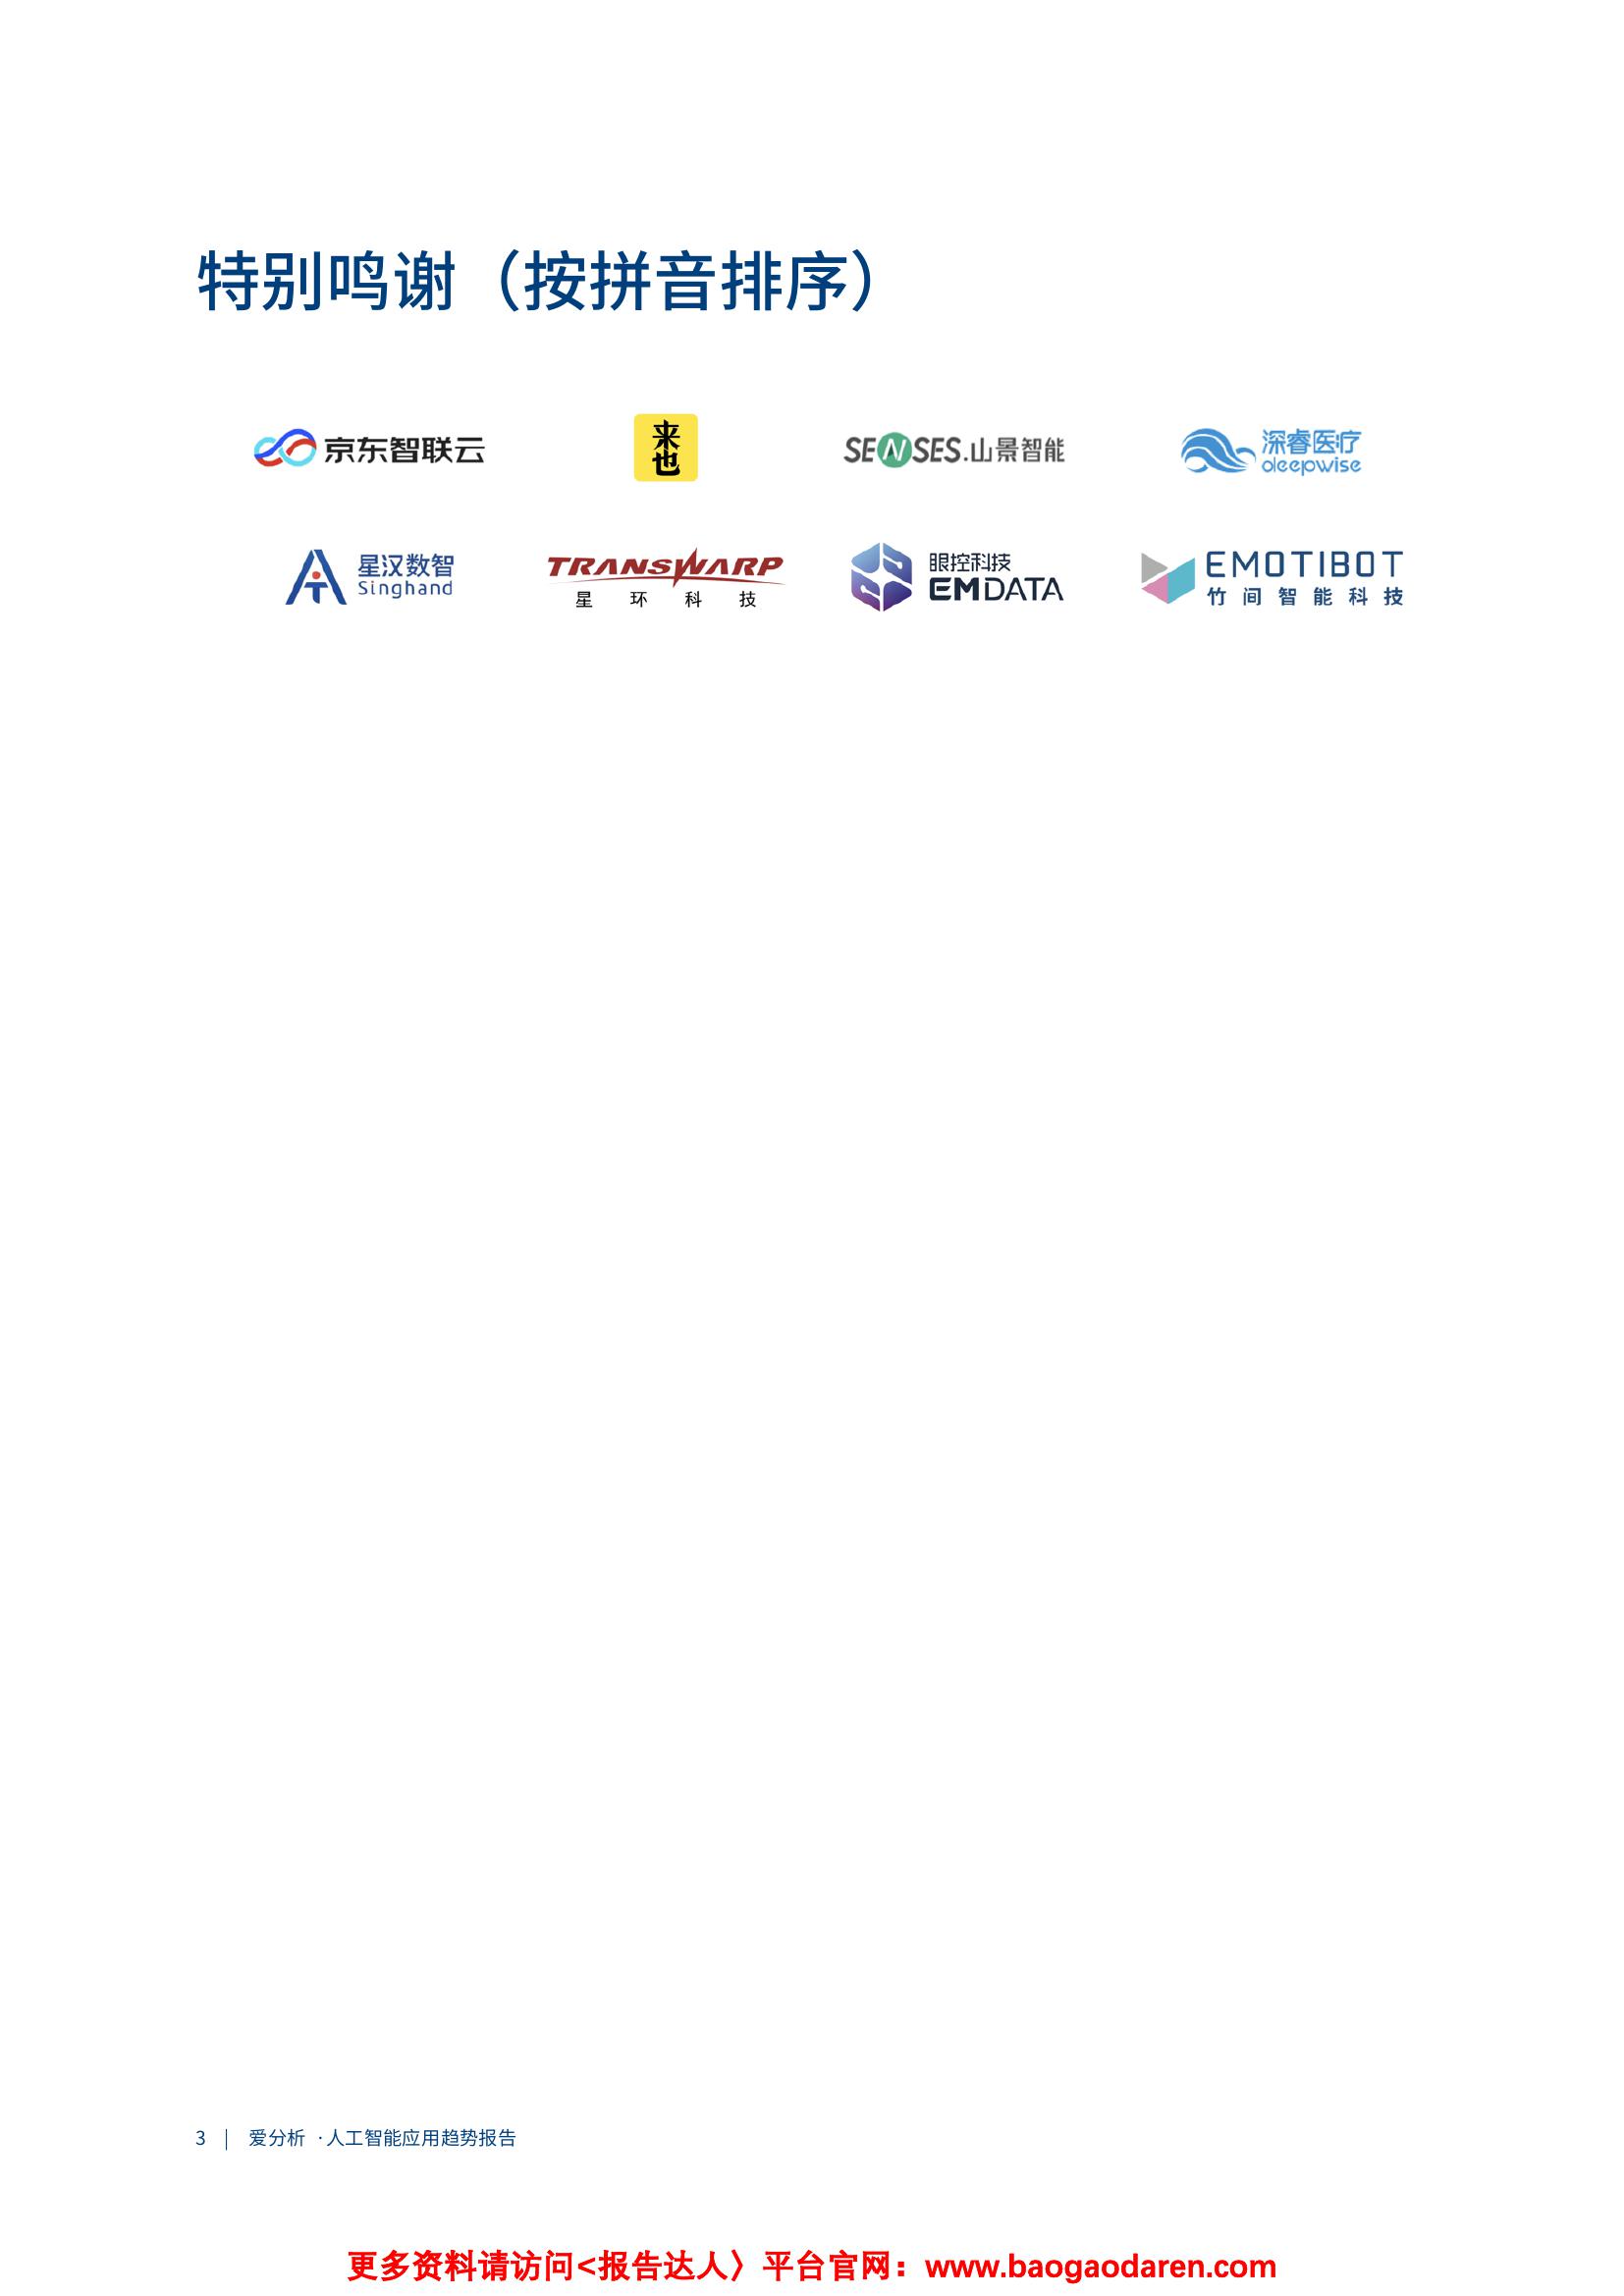 特别鸣谢（按拼音排序）
京东智联云
来也
SENSES.山景智能
深睿医疗
deepwise
星汉数智
Singhand
TRANSWARP
星环科技
眼控科技
EMDATA
EMOTIBOT
竹间智能科技
3 | 爱分析 ·人工智能应用趋势报告
更多资料请访问<报告达人〉平台官网：www.baogaodaren.com